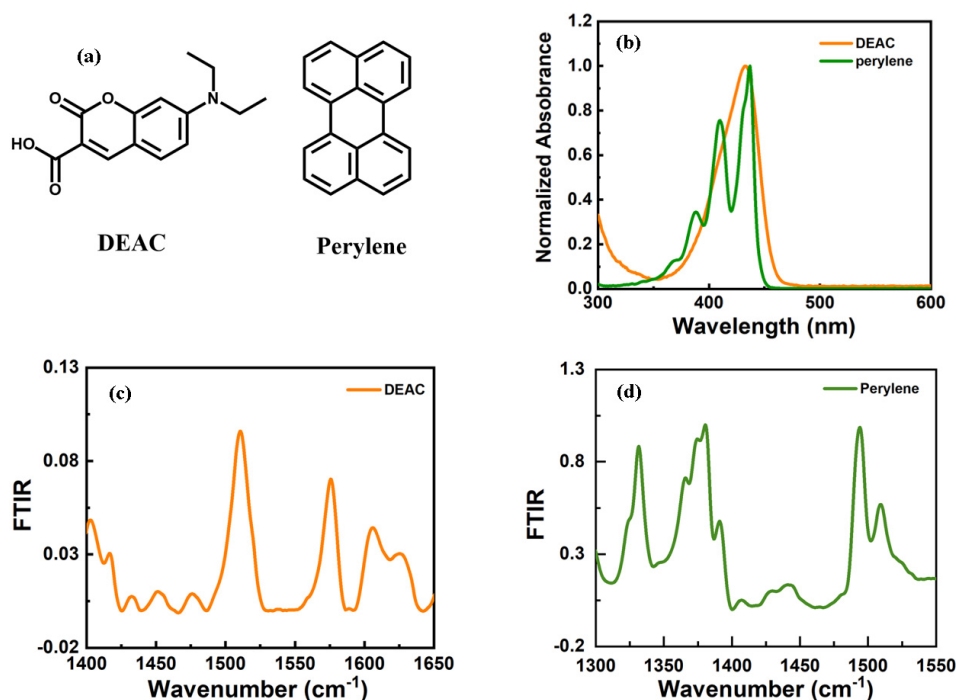 (a)
O
O
HO
O
N
DEAC
Perylene
(b)
DEAC
perylene
Normalized Absobrance
1.2
1.0
0.8
0.6
0.4
0.2
0.0
300
400
500
600
Wavelength (nm)
(c)
DEAC
FTIR
0.13
0.08
0.03
-0.02
1400
1450
1500
1550
1600
1650
Wavenumber (cm-1)
(d)
Perylene
FTIR
1.3
0.8
0.3
-0.2
1300
1350
1400
1450
1500
1550
Wavenumber (cm-1)